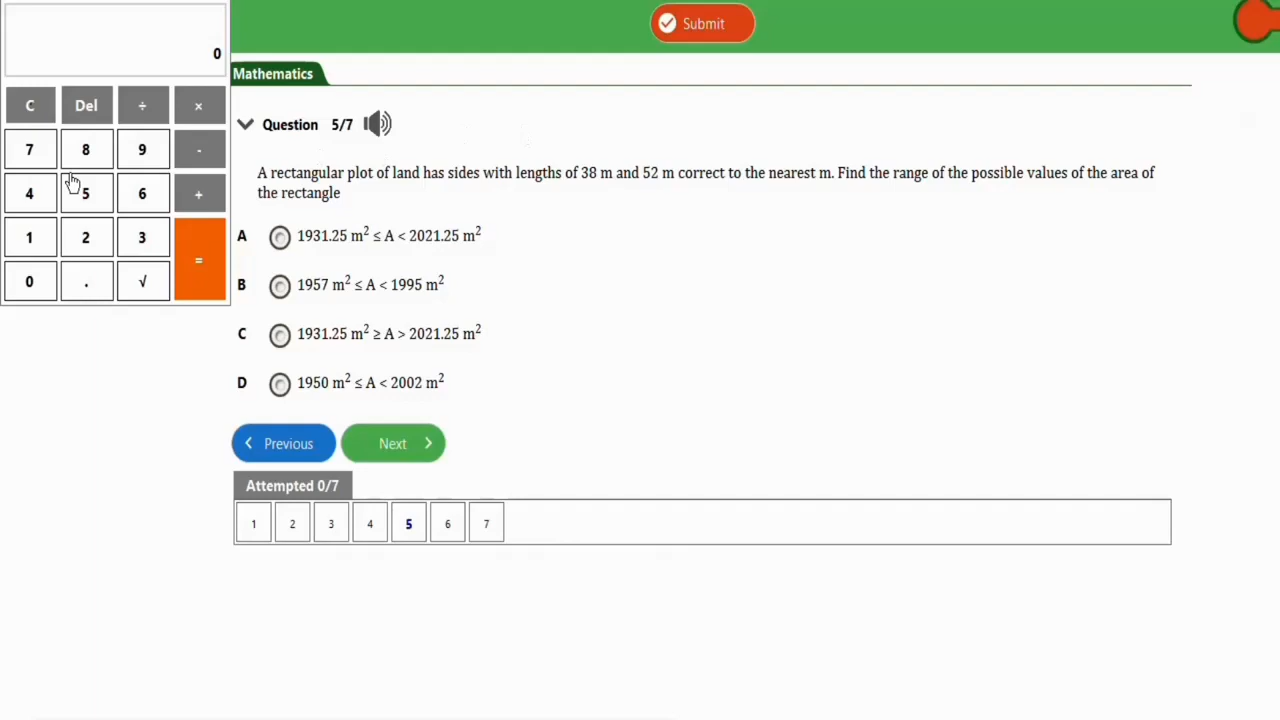 0
C Del ÷ ×
7 8 9 -
4 5 6 +
1 2 3 =
0 . √
Submit
Mathematics
Question 5/7
A rectangular plot of land has sides with lengths of 38 m and 52 m correct to the nearest m. Find the range of the possible values of the area of
the rectangle
A 1931.25 m² ≤ A < 2021.25 m²
B 1957 m² ≤ A < 1995 m²
C 1931.25 m² ≥ A > 2021.25 m²
D 1950 m² ≤ A < 2002 m²
Previous Next
Attempted 0/7
1 2 3 4 5 6 7